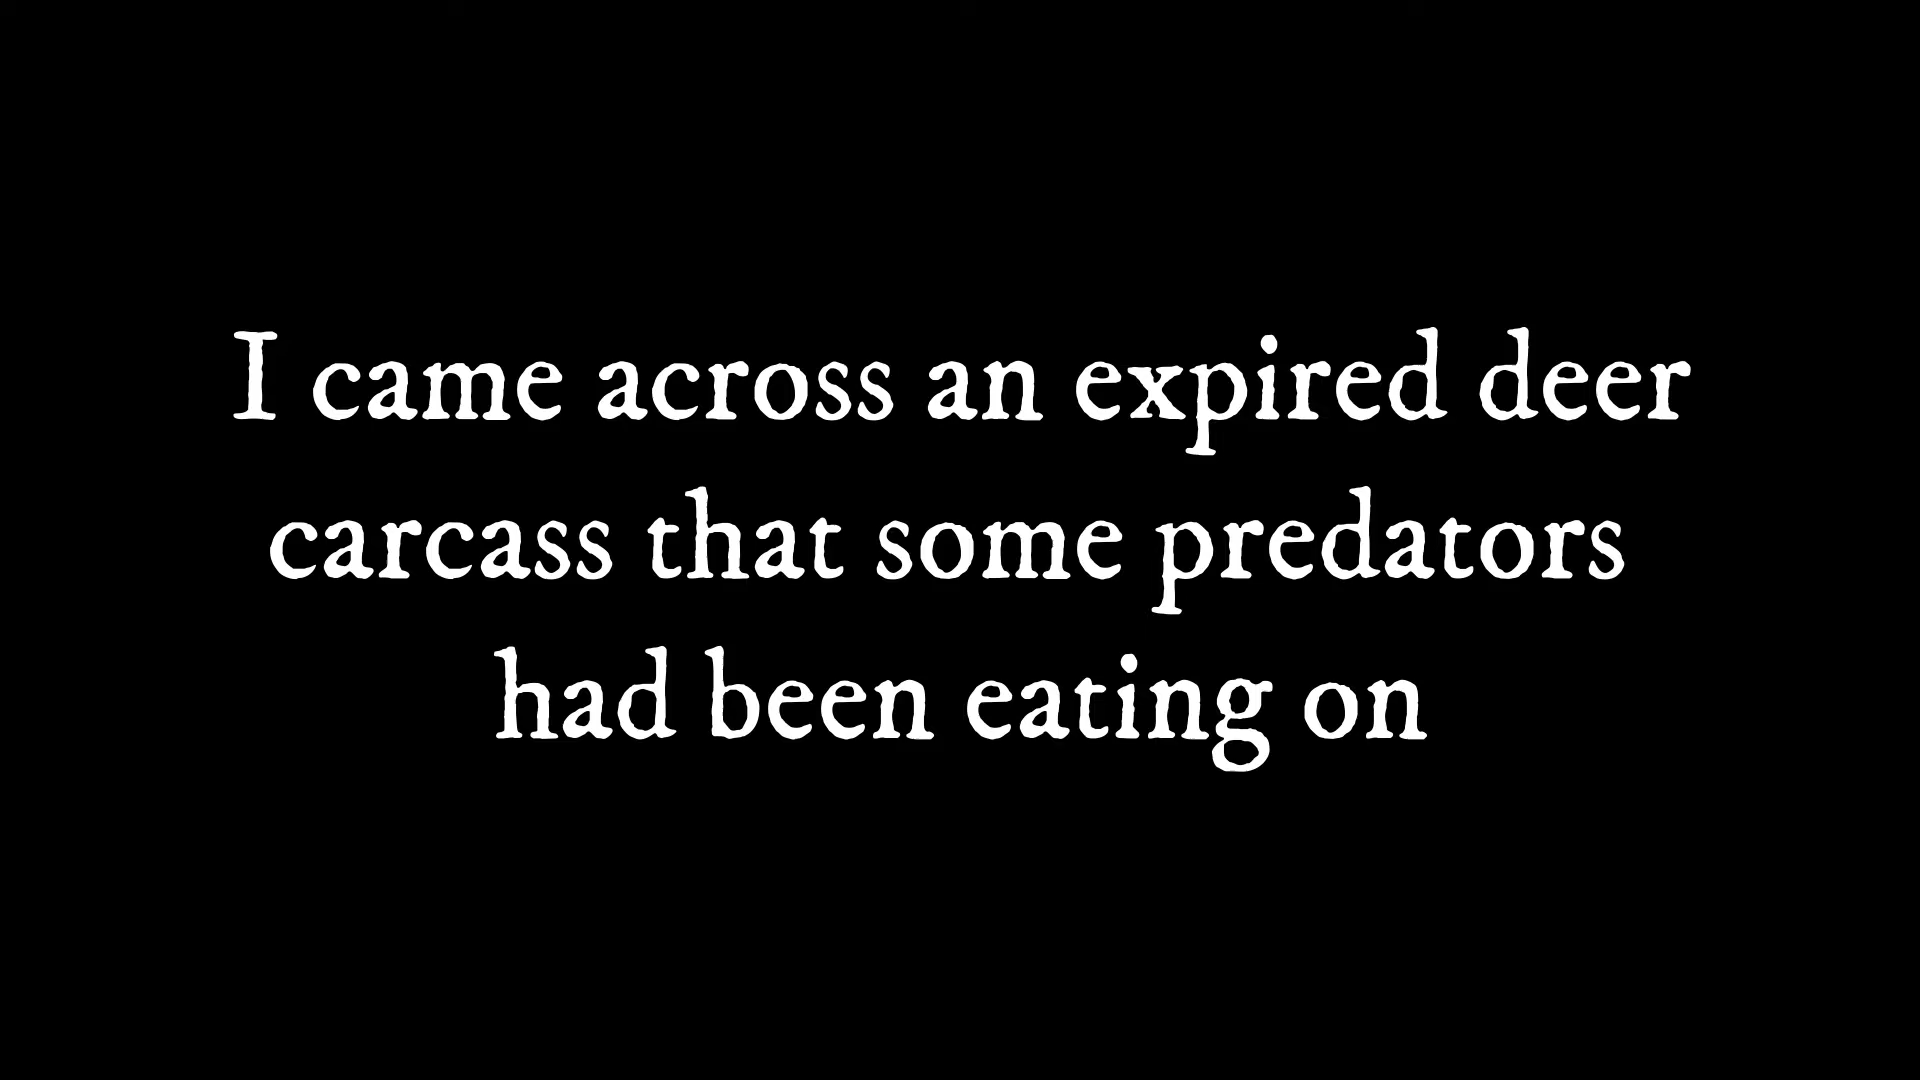 I came across an expired deer
carcass that some predators
had been eating on